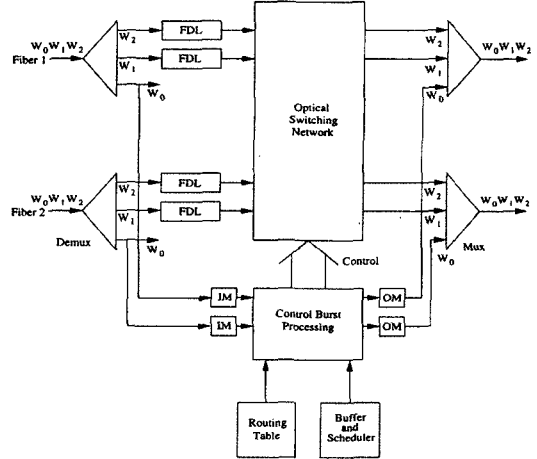 W0W1W2
Fiber 1
W2
FDL
W1
FDL
W0
Optical
Switching
Network
W2
W1
W0
W0W1W2
W0W1W2
Fiber 2
Demux
W2
FDL
W1
FDL
W0
W2
W1
W0
Mux
W0W1W2
Control
IM
IM
Control Burst
Processing
OM
OM
Routing
Table
Buffer
and
Scheduler